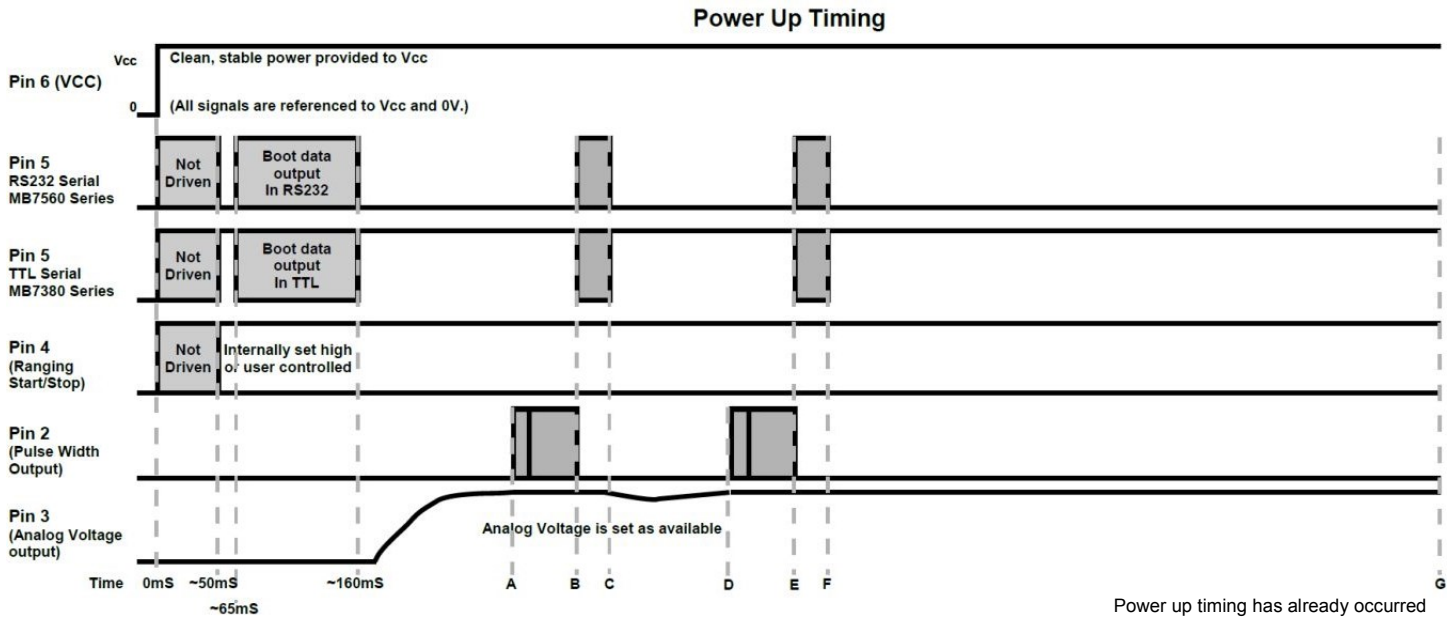 Power Up Timing
Pin 6 (VCC)
Vcc
0
Clean, stable power provided to Vcc
(All signals are referenced to Vcc and 0V.)
Pin 5
RS232 Serial
MB7560 Series
Not
Driven
Boot data
output
In RS232
Pin 5
TTL Serial
MB7380 Series
Not
Driven
Boot data
output
In TTL
Pin 4
(Ranging
Start/Stop)
Not
Driven
Internally set high
or user controlled
Pin 2
(Pulse Width
Output)
Pin 3
(Analog Voltage
output)
Analog Voltage is set as available
Time 0mS ~50mS ~160mS A B C D E F G
~65mS
Power up timing has already occurred